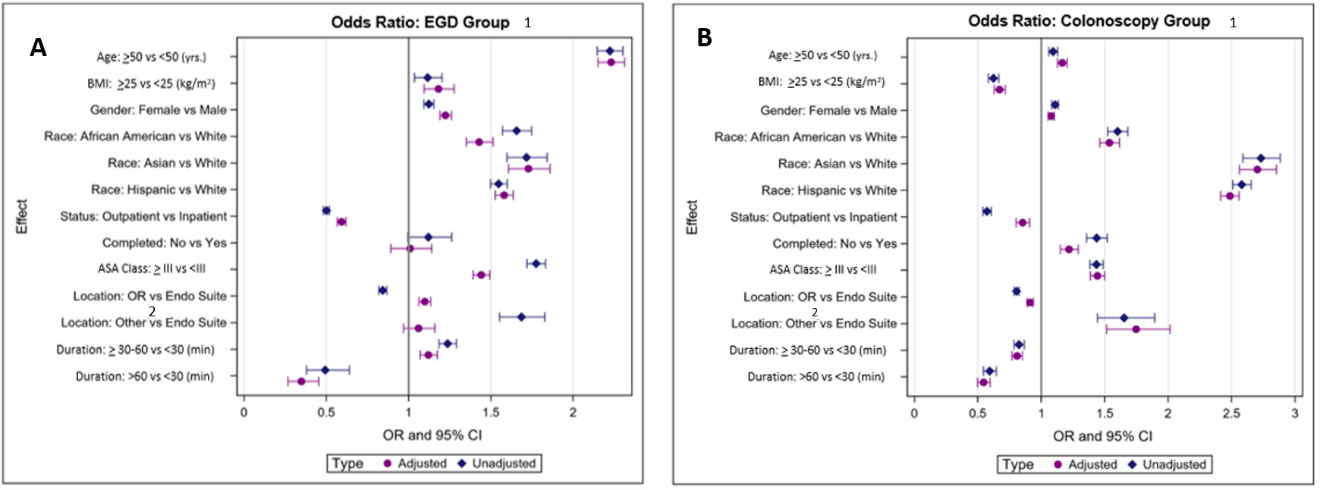 A
Odds Ratio: EGD Group 1
Age: ≥50 vs <50 (yrs.)
BMI: ≥25 vs <25 (kg/m²)
Gender: Female vs Male
Race: African American vs White
Race: Asian vs White
Race: Hispanic vs White
Status: Outpatient vs Inpatient
Completed: No vs Yes
ASA Class: ≥ III vs <III
Location: OR vs Endo Suite
2
Location: Other vs Endo Suite
Duration: ≥ 30-60 vs <30 (min)
Duration: >60 vs <30 (min)
Effect
0 0.5 1 1.5 2
OR and 95% CI
Type Adjusted Unadjusted
B
Odds Ratio: Colonoscopy Group 1
Age: ≥50 vs <50 (yrs.)
BMI: ≥25 vs <25 (kg/m²)
Gender: Female vs Male
Race: African American vs White
Race: Asian vs White
Race: Hispanic vs White
Status: Outpatient vs Inpatient
Completed: No vs Yes
ASA Class: ≥ III vs <III
Location: OR vs Endo Suite
2
Location: Other vs Endo Suite
Duration: ≥ 30-60 vs <30 (min)
Duration: >60 vs <30 (min)
Effect
0 0.5 1 1.5 2 2.5 3
OR and 95% CI
Type Adjusted Unadjusted